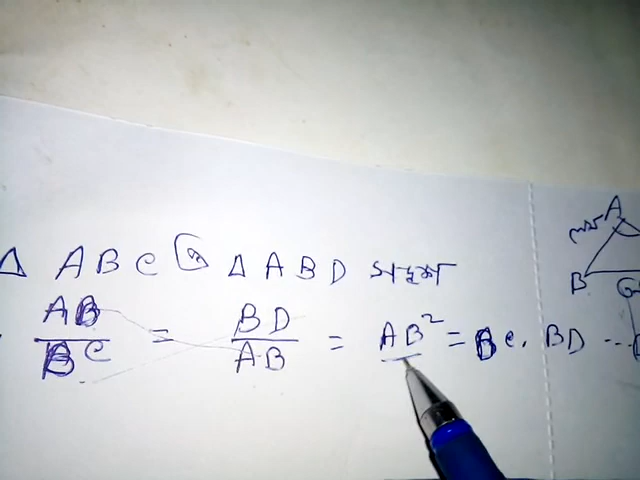 A
B
Δ ABC ও Δ ABD সদৃশ
AB/BC = BD/AB = AB² = BC. BD ---